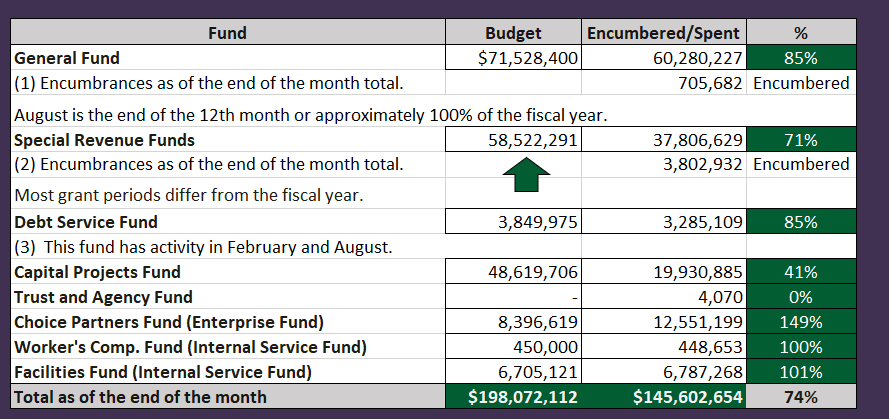 Fund Budget Encumbered/Spent %
General Fund $71,528,400 60,280,227 85%
(1) Encumbrances as of the end of the month total. 705,682 Encumbered
August is the end of the 12th month or approximately 100% of the fiscal year.
Special Revenue Funds 58,522,291 37,806,629 71%
(2) Encumbrances as of the end of the month total. 3,802,932 Encumbered
Most grant periods differ from the fiscal year.
Debt Service Fund 3,849,975 3,285,109 85%
(3) This fund has activity in February and August.
Capital Projects Fund 48,619,706 19,930,885 41%
Trust and Agency Fund - 4,070 0%
Choice Partners Fund (Enterprise Fund) 8,396,619 12,551,199 149%
Worker's Comp. Fund (Internal Service Fund) 450,000 448,653 100%
Facilities Fund (Internal Service Fund) 6,705,121 6,787,268 101%
Total as of the end of the month $198,072,112 $145,602,654 74%